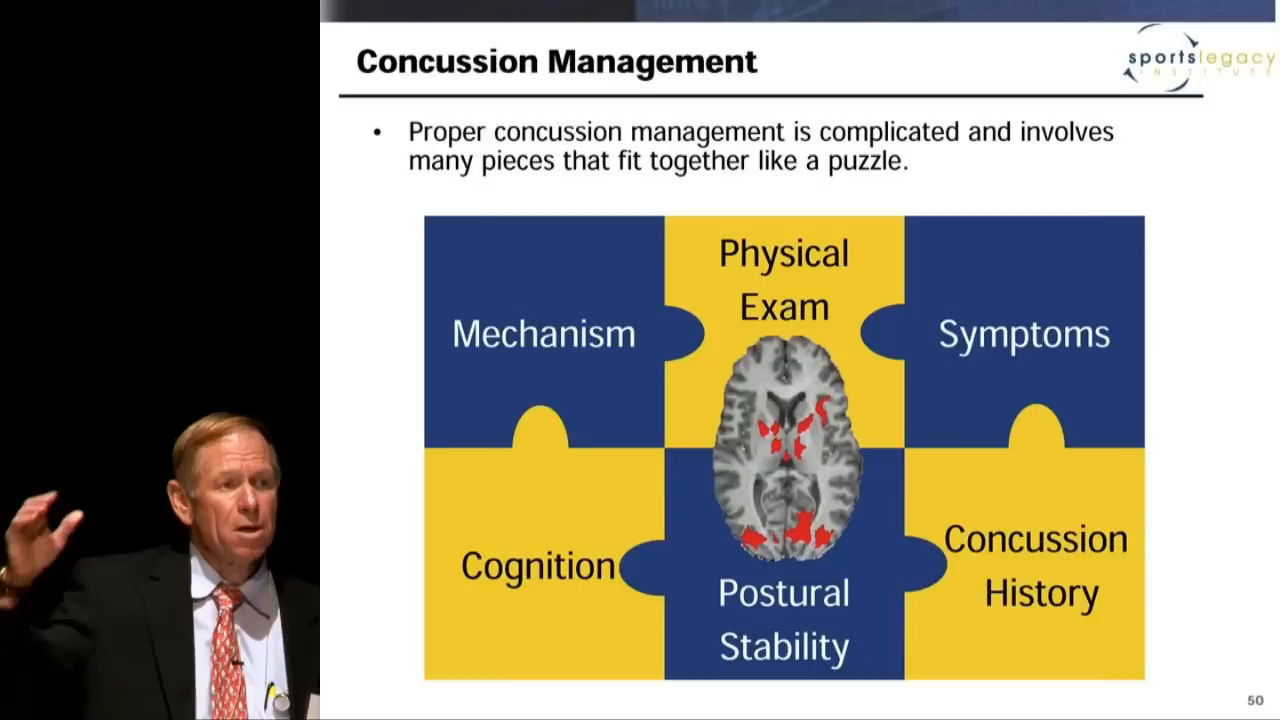 Concussion Management
sportslegacy
INSTITUTE
• Proper concussion management is complicated and involves
many pieces that fit together like a puzzle.
Mechanism
Physical
Exam
Symptoms
Cognition
Postural
Stability
Concussion
History
50